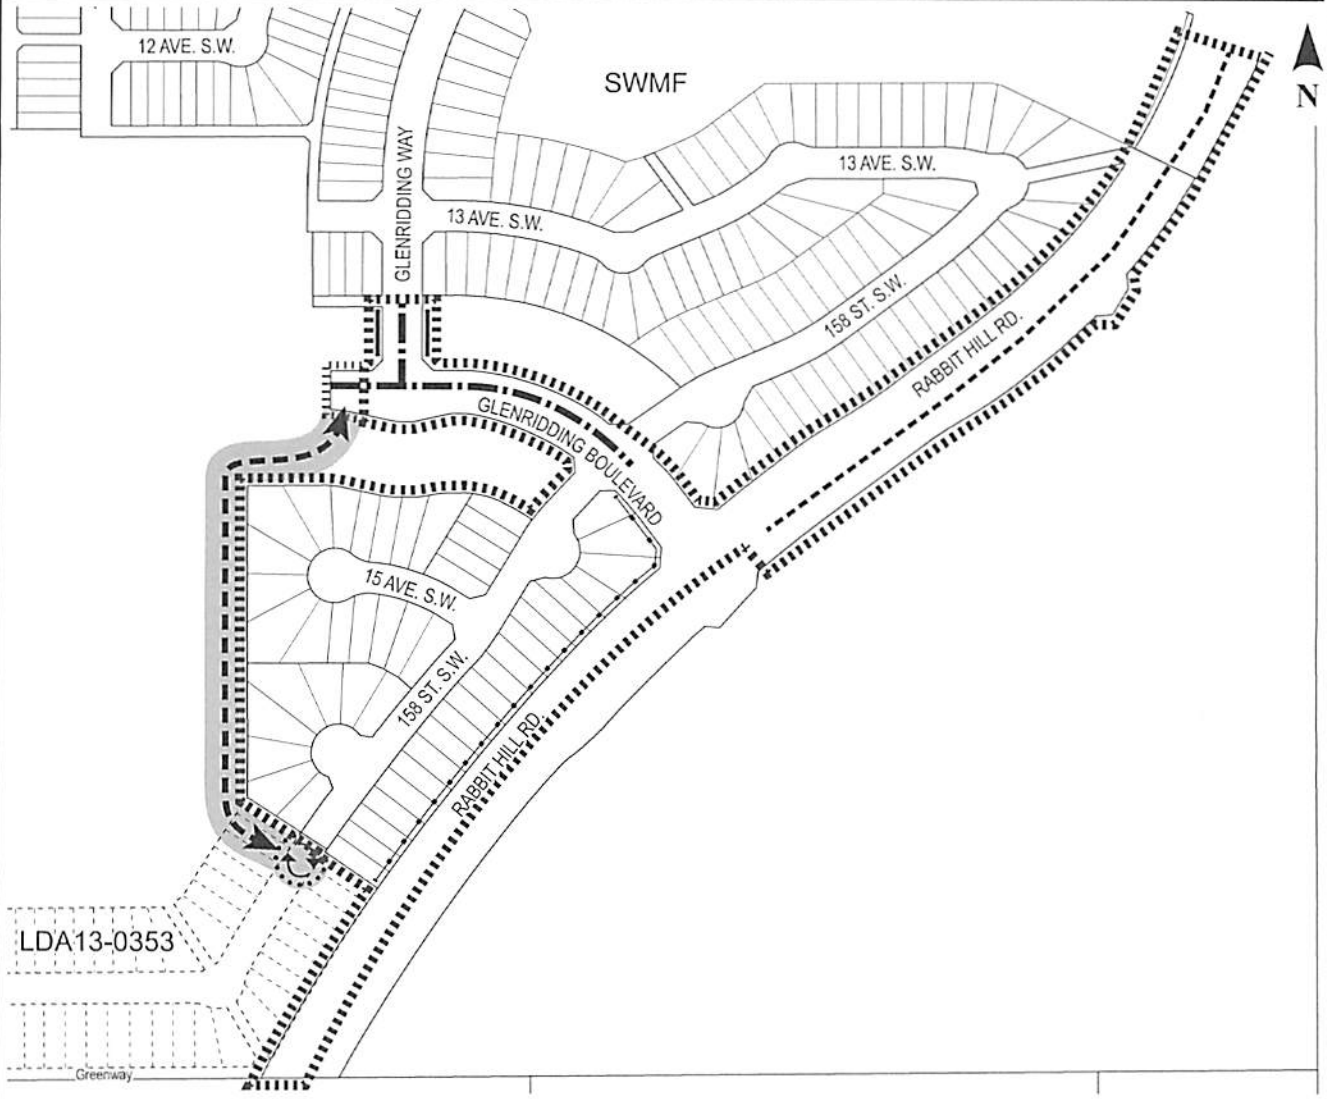 12 AVE. S.W.
SWMF
N
GLENRIDDING WAY
13 AVE. S.W.
13 AVE. S.W.
158 ST. S.W.
RABBIT HILL RD.
GLENRIDDING BOULEVARD
15 AVE. S.W.
158 ST. S.W.
RABBIT HILL RD.
LDA13-0353
Greenway